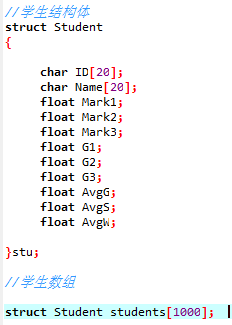 //学生结构体
struct Student
{
char ID[20];
char Name[20];
float Mark1;
float Mark2;
float Mark3;
float G1;
float G2;
float G3;
float AvgG;
float AvgS;
float AvgW;
}stu;
//学生数组
struct Student students[1000];